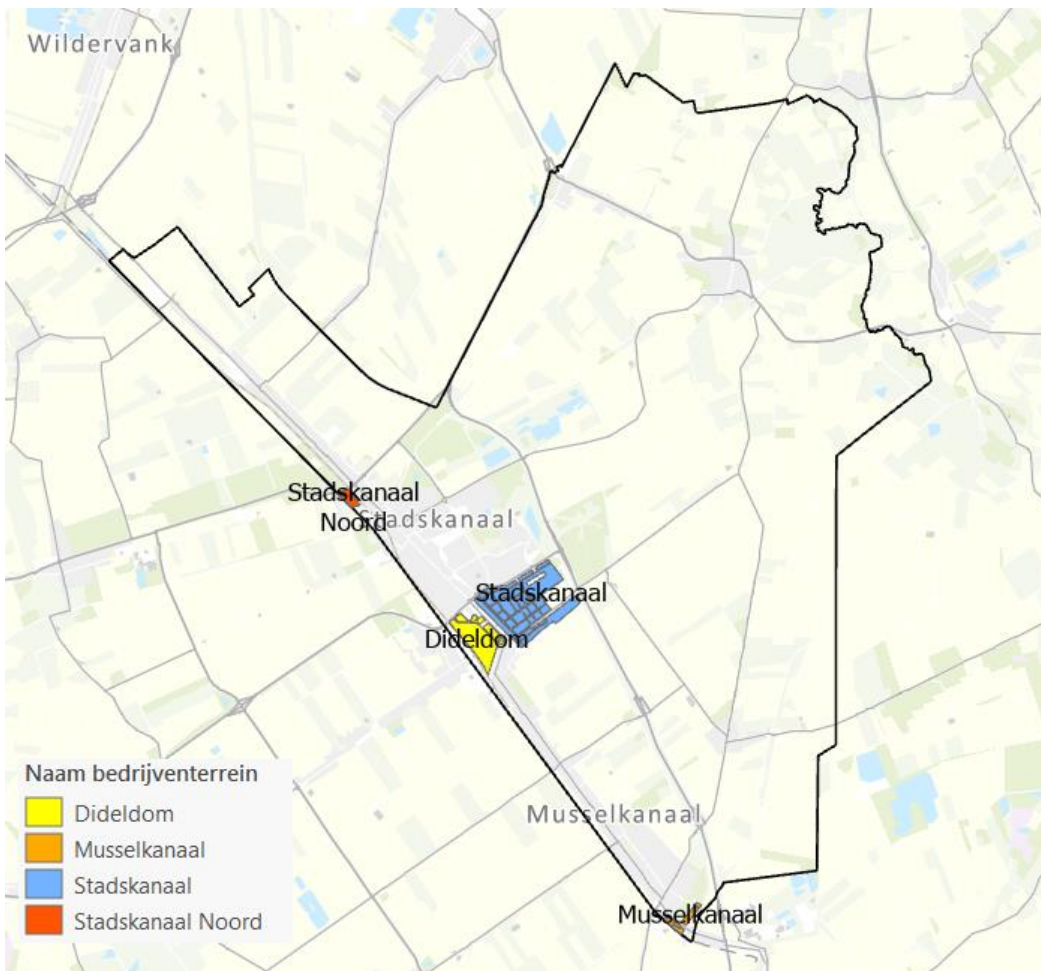 Wildervank
Stadskanaal
Noord
Stadskanaal
Stadskanaal
Dideldom
Musselkanaal
Musselkanaal
Naam bedrijventerrein
Dideldom
Musselkanaal
Stadskanaal
Stadskanaal Noord